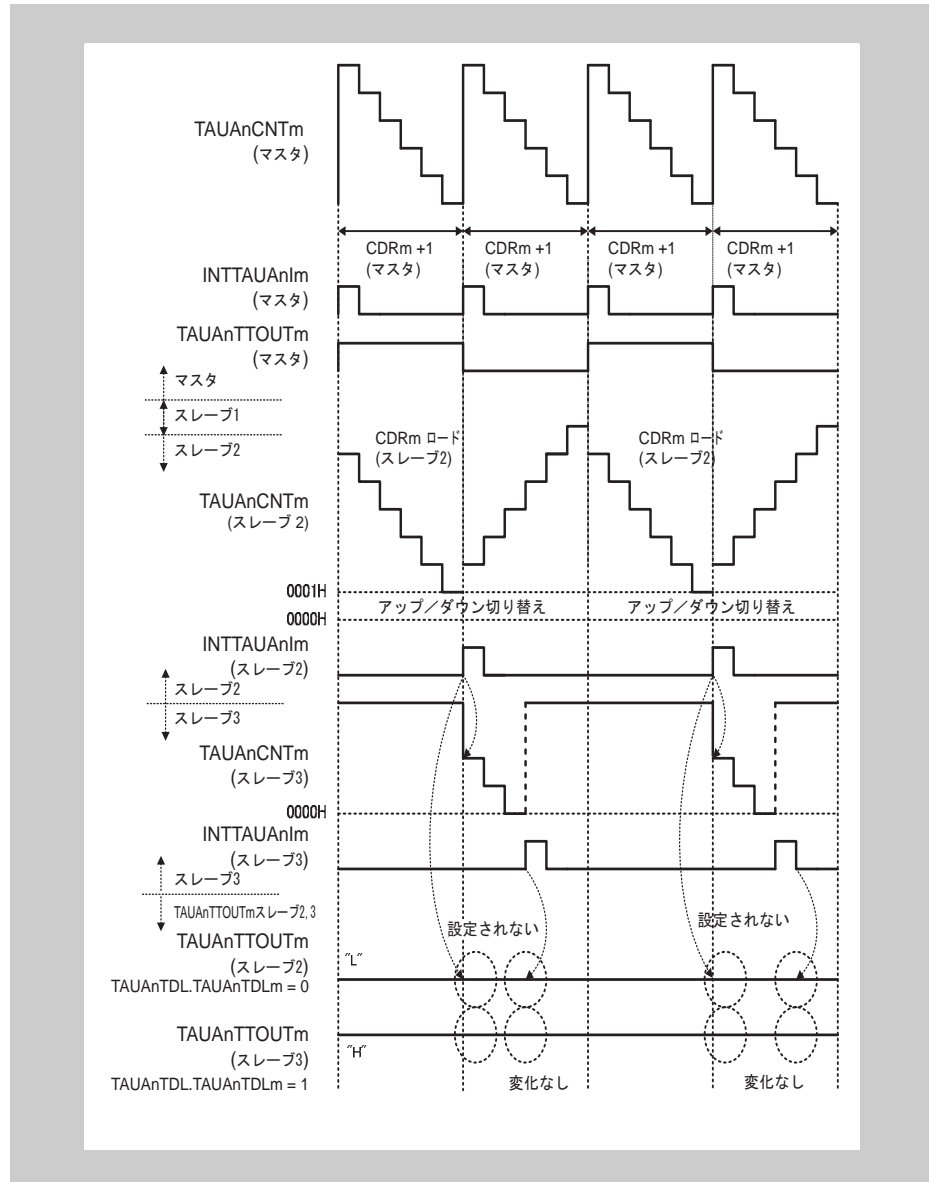 TAUAnCNTm
(マスタ)
CDRm +1
(マスタ)
CDRm +1
(マスタ)
CDRm +1
(マスタ)
CDRm +1
(マスタ)
INTTAUAnIm
(マスタ)
TAUAnTTOUTm
(マスタ)
マスタ
スレーブ1
スレーブ2
CDRm ロード
(スレーブ2)
CDRm ロード
(スレーブ2)
TAUAnCNTm
(スレーブ 2)
0001H
アップ／ダウン切り替え
アップ／ダウン切り替え
0000H
INTTAUAnIm
(スレーブ2)
スレーブ2
スレーブ3
TAUAnCNTm
(スレーブ3)
0000H
INTTAUAnIm
(スレーブ3)
スレーブ3
TAUAnTTOUTmスレーブ2, 3
設定されない
設定されない
TAUAnTTOUTm
(スレーブ2)
TAUAnTDL.TAUAnTDLm = 0
"L"
TAUAnTTOUTm
(スレーブ3)
TAUAnTDL.TAUAnTDLm = 1
"H"
変化なし
変化なし